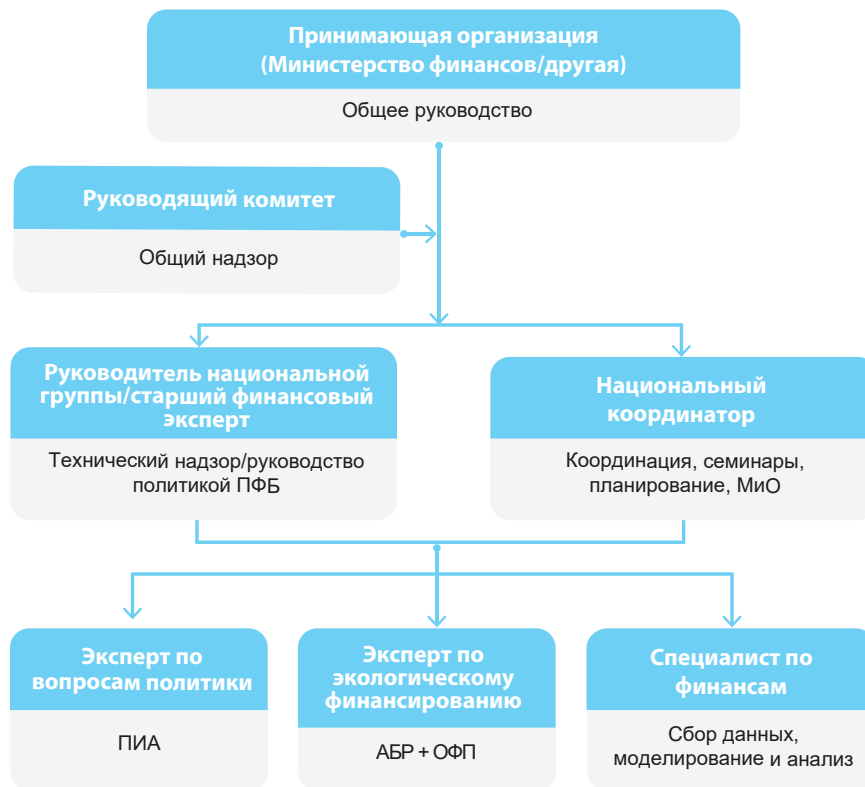 Принимающая организация
(Министерство финансов/другая)
Общее руководство
Руководящий комитет
Общий надзор
Руководитель национальной
группы/старший финансовый
эксперт
Технический надзор/руководство
политикой ПФБ
Национальный
координатор
Координация, семинары,
планирование, МиО
Эксперт по
вопросам политики
ПИА
Эксперт по
экологическому
финансированию
АБР + ОФП
Специалист по
финансам
Сбор данных,
моделирование и анализ